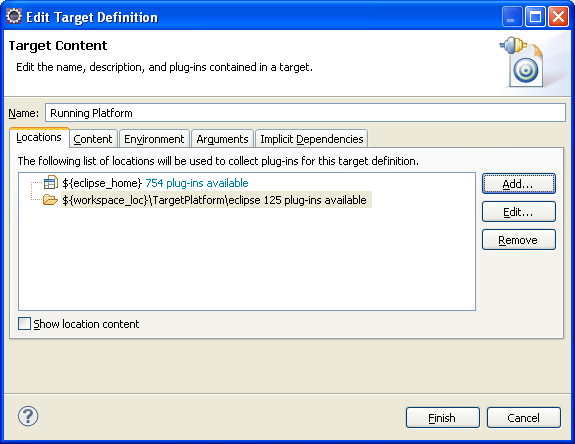 Edit Target Definition
Target Content
Edit the name, description, and plug-ins contained in a target.
Name: Running Platform
Locations Content Environment Arguments Implicit Dependencies
The following list of locations will be used to collect plug-ins for this target definition.
${eclipse_home} 754 plug-ins available
${workspace_loc}\TargetPlatform\eclipse 125 plug-ins available
Add...
Edit...
Remove
Show location content
? Finish Cancel